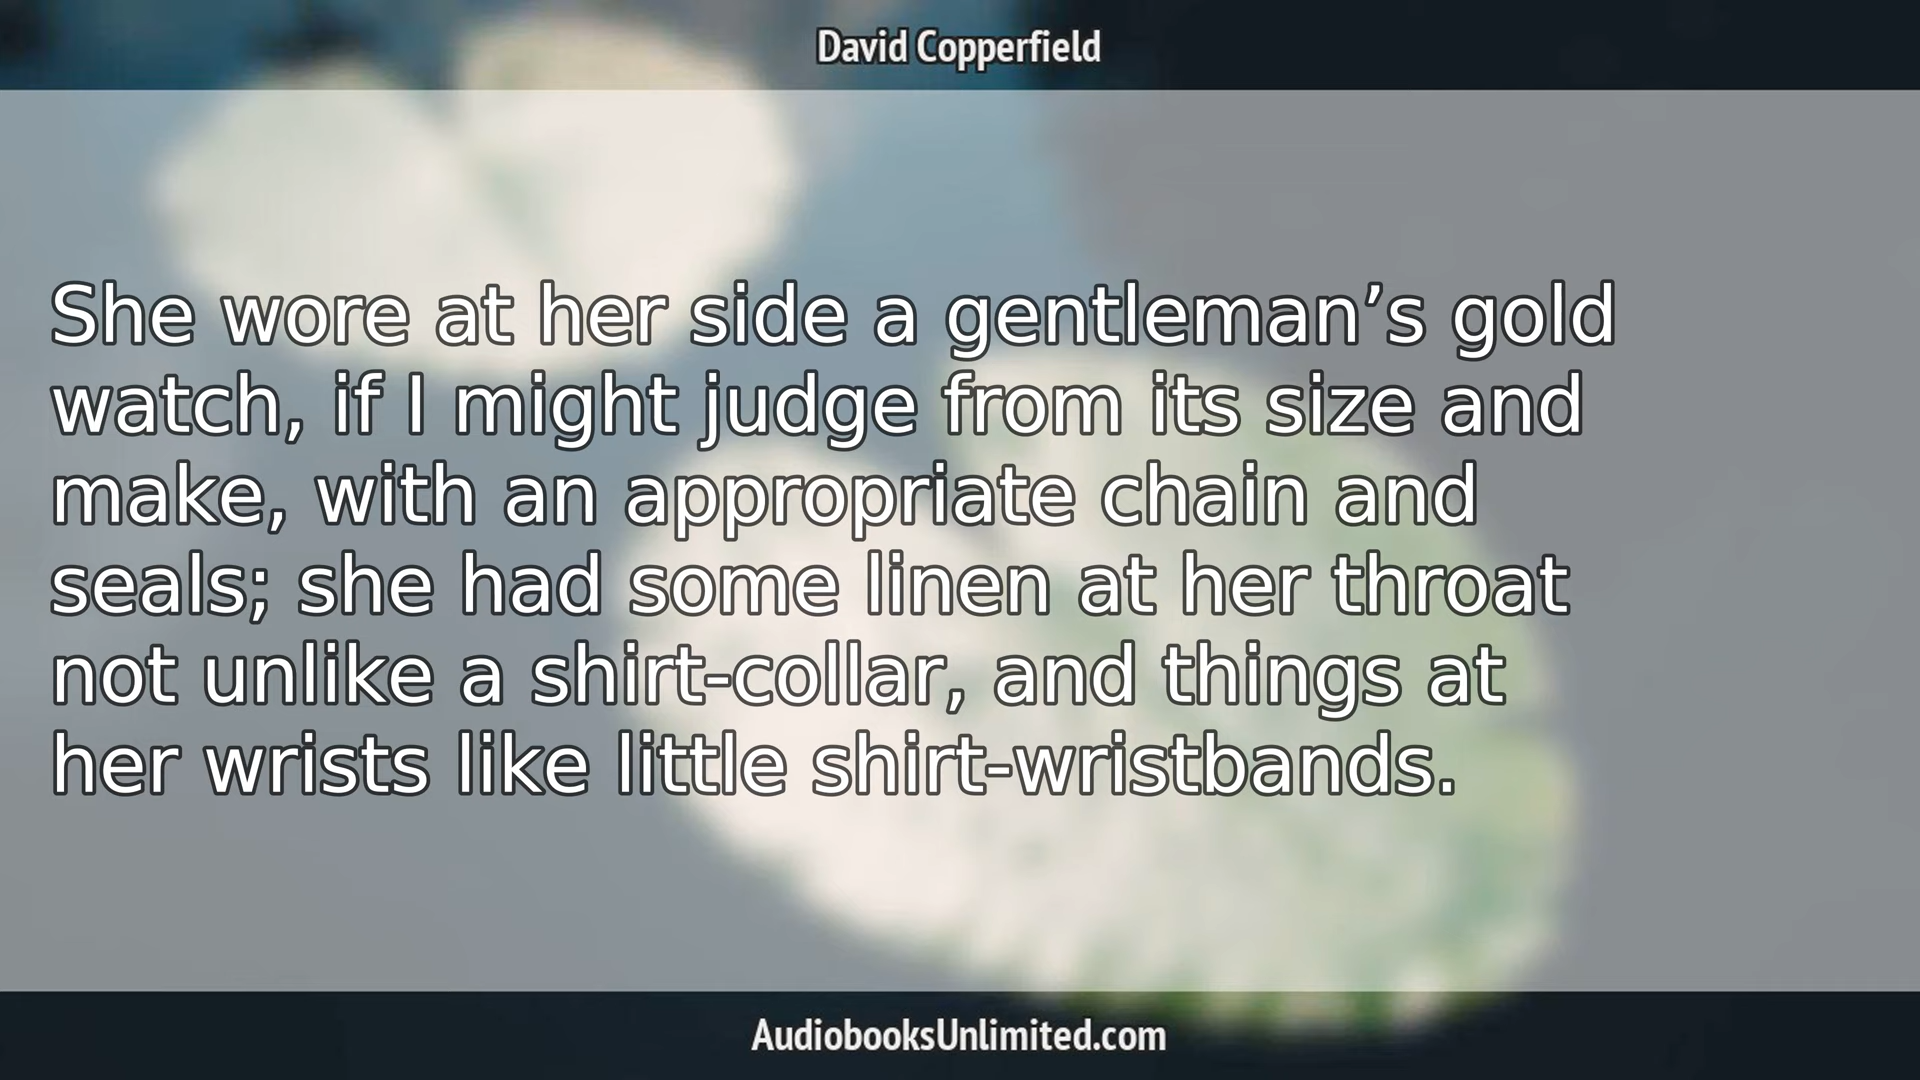 David Copperfield
She wore at her side a gentleman’s gold
watch, if I might judge from its size and
make, with an appropriate chain and
seals; she had some linen at her throat
not unlike a shirt-collar, and things at
her wrists like little shirt-wristbands.
AudiobooksUnlimited.com